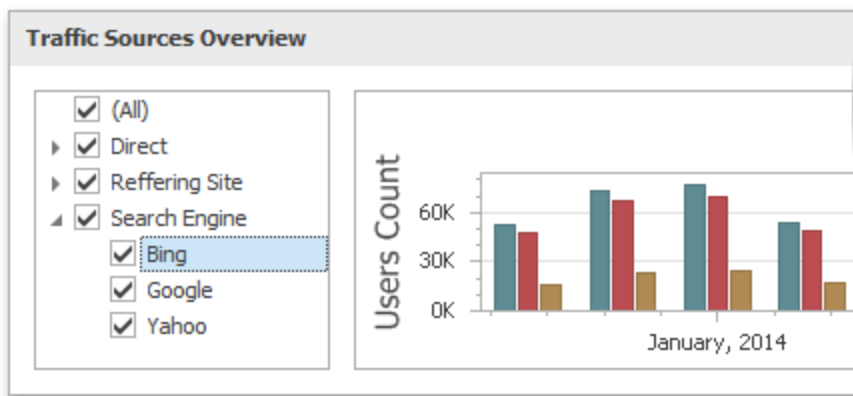 Traffic Sources Overview
(All)
Direct
Reffering Site
Search Engine
Bing
Google
Yahoo
Users Count
60K
30K
0K
January, 2014